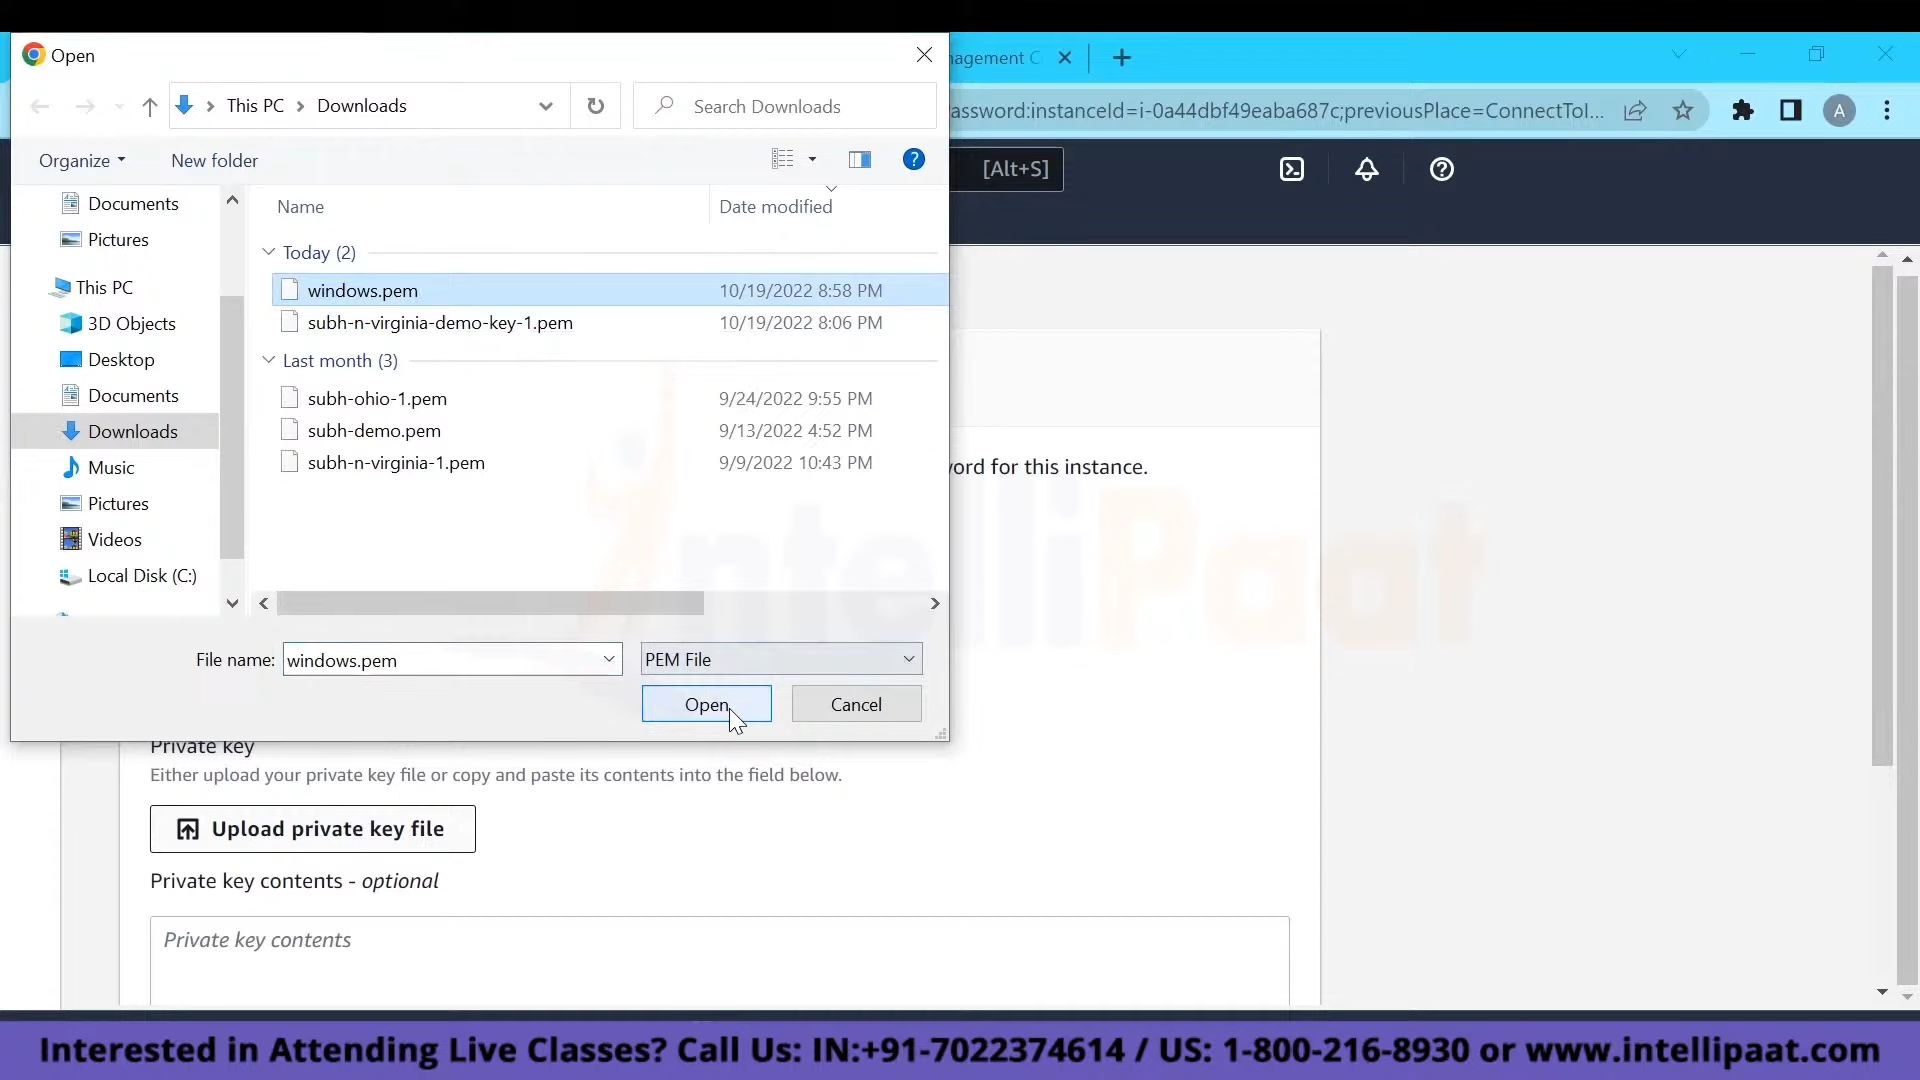 Open
nagement C
This PC > Downloads
Search Downloads
assword:instanceId=i-0a44dbf49eaba687c;previousPlace=ConnectToI...
A
Organize
New folder
[Alt+S]
Documents
Pictures
This PC
3D Objects
Desktop
Documents
Downloads
Music
Pictures
Videos
Local Disk (C:)
Name
Date modified
Today (2)
windows.pem 10/19/2022 8:58 PM
subh-n-virginia-demo-key-1.pem 10/19/2022 8:06 PM
Last month (3)
subh-ohio-1.pem 9/24/2022 9:55 PM
subh-demo.pem 9/13/2022 4:52 PM
subh-n-virginia-1.pem 9/9/2022 10:43 PM
word for this instance.
IntelliPaat
File name: windows.pem
PEM File
Open
Cancel
Private key
Either upload your private key file or copy and paste its contents into the field below.
Upload private key file
Private key contents - optional
Private key contents
Interested in Attending Live Classes? Call Us: IN:+91-7022374614 / US: 1-800-216-8930 or www.intellipaat.com